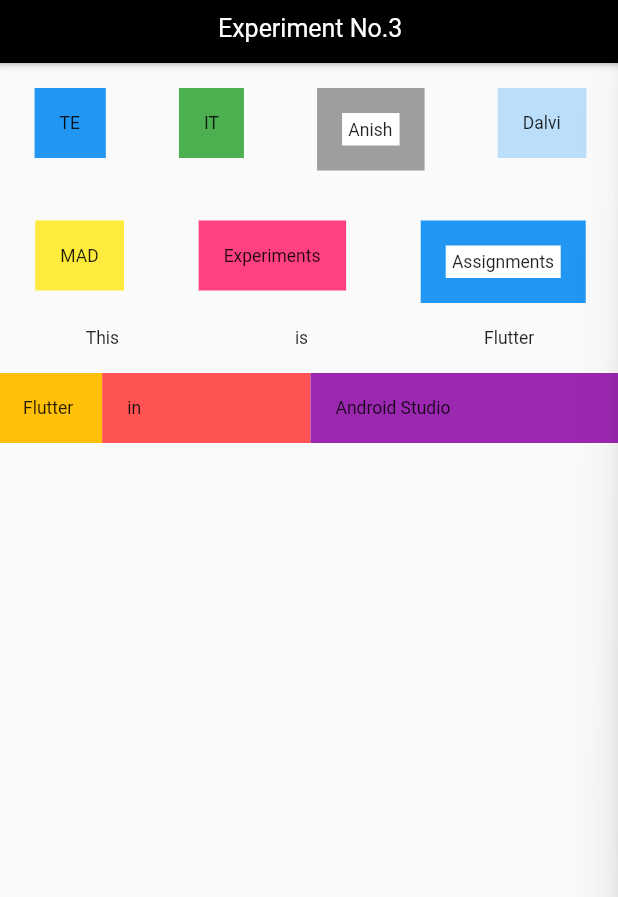 Experiment No.3
TE IT Anish Dalvi
MAD Experiments Assignments
This is Flutter
Flutter in Android Studio